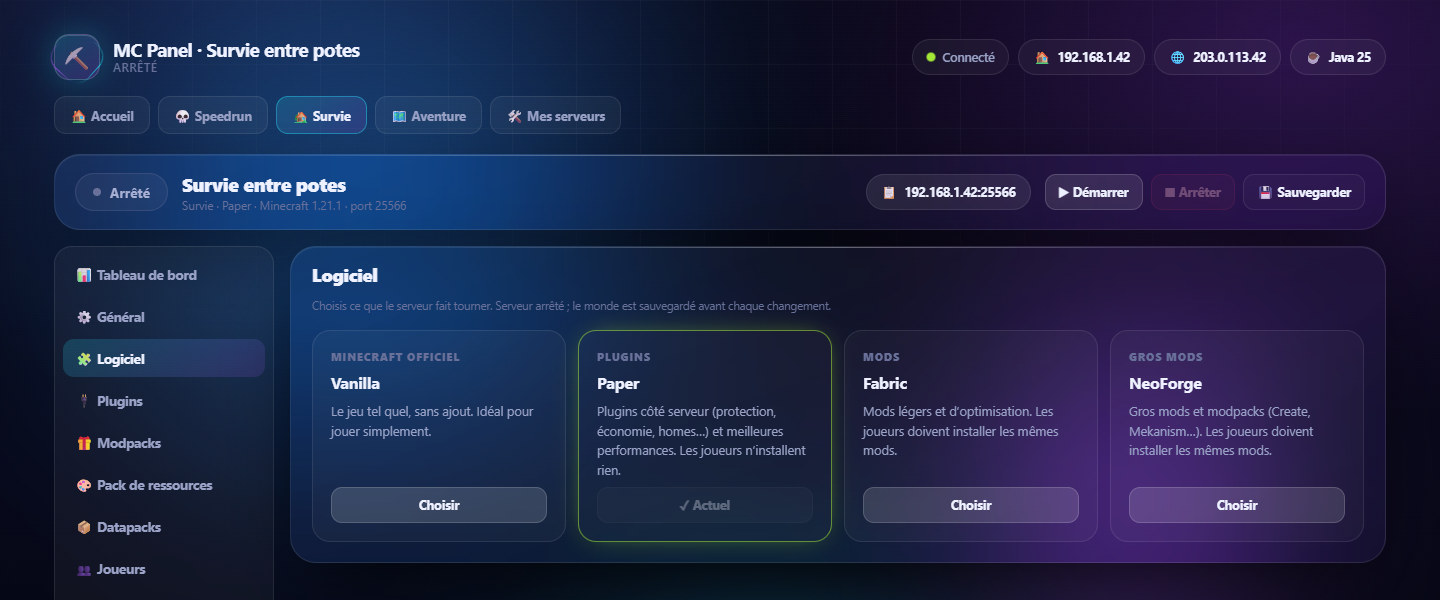 MC Panel · Survie entre potes
ARRÊTÉ
Connecté
192.168.1.42
203.0.113.42
Java 25
Accueil
Speedrun
Survie
Aventure
Mes serveurs
Arrêté
Survie entre potes
Survie · Paper · Minecraft 1.21.1 · port 25566
192.168.1.42:25566
▶ Démarrer
■ Arrêter
Sauvegarder
Tableau de bord
Général
Logiciel
Plugins
Modpacks
Pack de ressources
Datapacks
Joueurs
Logiciel
Choisis ce que le serveur fait tourner. Serveur arrêté ; le monde est sauvegardé avant chaque changement.
MINECRAFT OFFICIEL
Vanilla
Le jeu tel quel, sans ajout. Idéal pour
jouer simplement.
Choisir
PLUGINS
Paper
Plugins côté serveur (protection,
économie, homes…) et meilleures
performances. Les joueurs n'installent
rien.
✓ Actuel
MODS
Fabric
Mods légers et d'optimisation. Les
joueurs doivent installer les mêmes
mods.
Choisir
GROS MODS
NeoForge
Gros mods et modpacks (Create,
Mekanism…). Les joueurs doivent
installer les mêmes mods.
Choisir